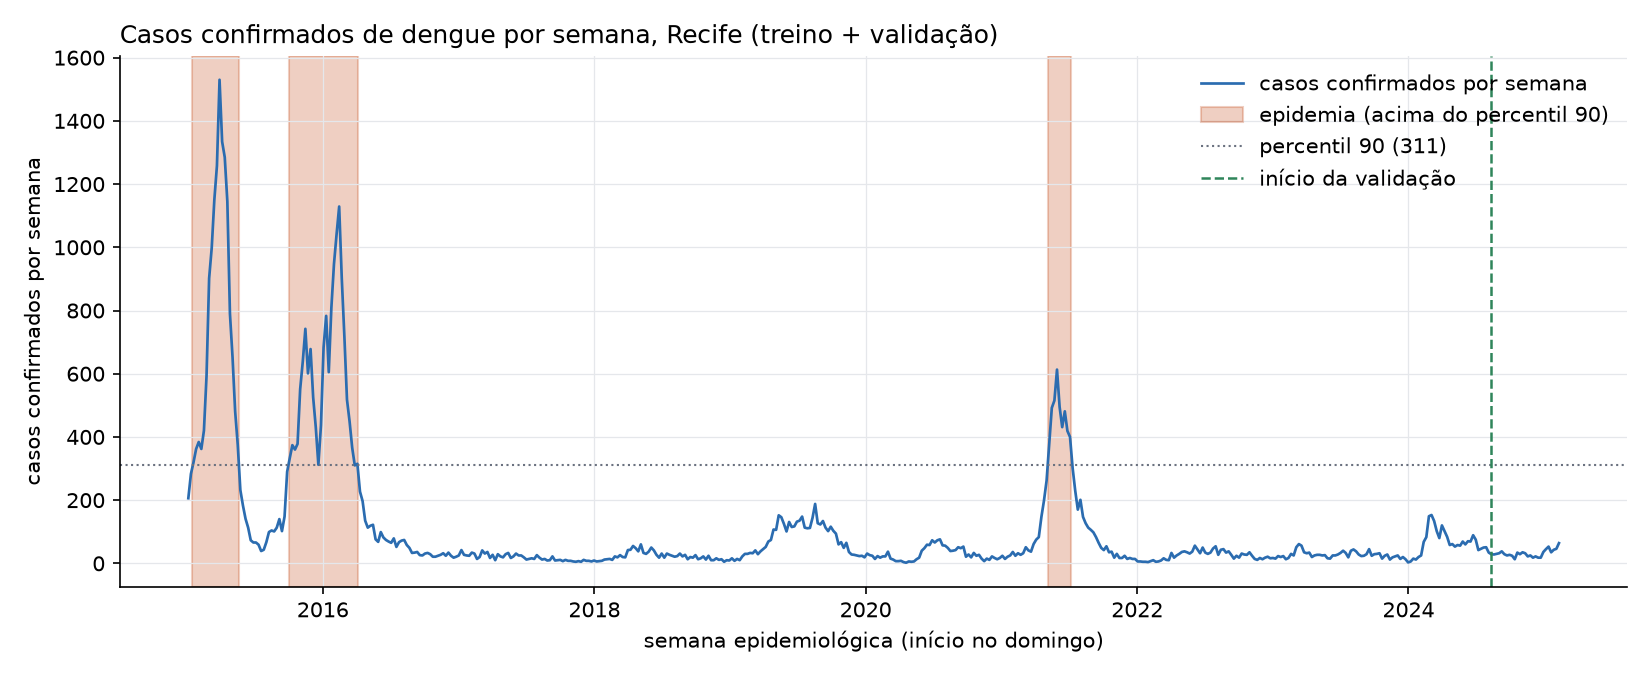 Casos confirmados de dengue por semana, Recife (treino + validação)
casos confirmados por semana
1600
1400
1200
1000
800
600
400
200
0
casos confirmados por semana
epidemia (acima do percentil 90)
percentil 90 (311)
início da validação
2016
2018
2020
2022
2024
semana epidemiológica (início no domingo)